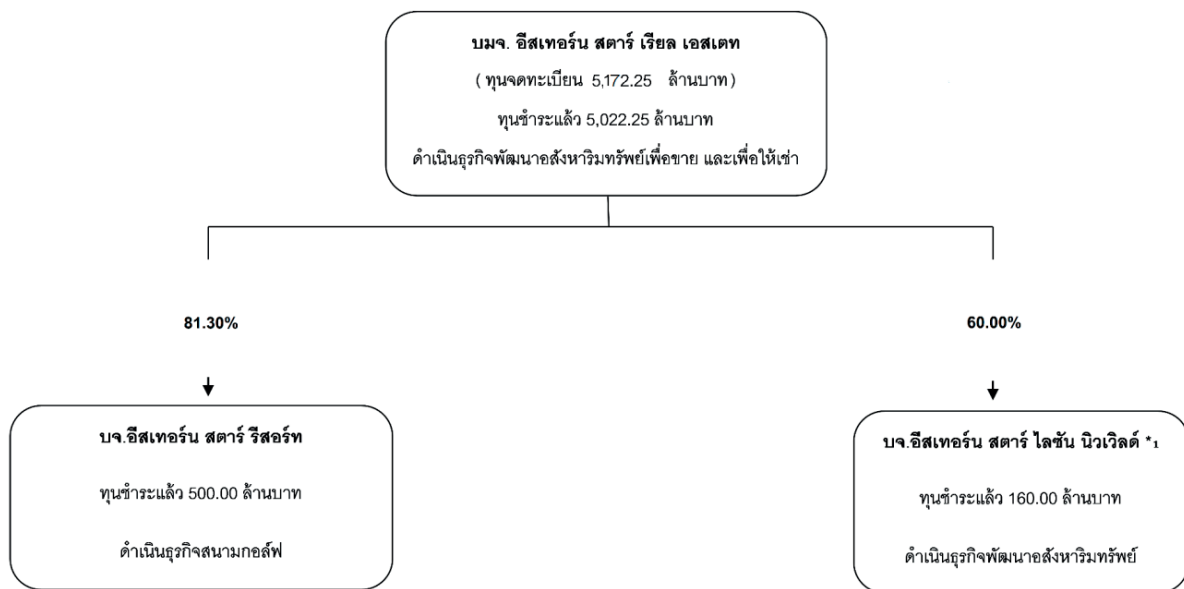 บมจ. อีสเทอร์น สตาร์ เรียล เอสเตท
( ทุนจดทะเบียน 5,172.25 ล้านบาท )
ทุนชำระแล้ว 5,022.25 ล้านบาท
ดำเนินธุรกิจพัฒนาอสังหาริมทรัพย์เพื่อขาย และเพื่อให้เช่า
81.30%
60.00%
บจ.อีสเทอร์น สตาร์ รีสอร์ท
ทุนชำระแล้ว 500.00 ล้านบาท
ดำเนินธุรกิจสนามกอล์ฟ
บจ.อีสเทอร์น สตาร์ ไลซัน นิวเวิลด์ *1
ทุนชำระแล้ว 160.00 ล้านบาท
ดำเนินธุรกิจพัฒนาอสังหาริมทรัพย์